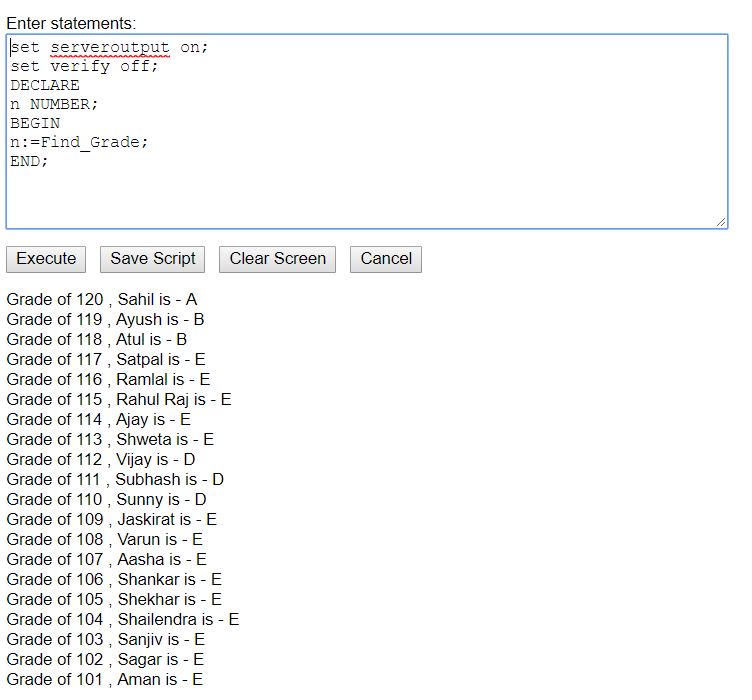 Enter statements:
set serveroutput on;
set verify off;
DECLARE
n NUMBER;
BEGIN
n:=Find_Grade;
END;
Execute Save Script Clear Screen Cancel
Grade of 120 , Sahil is - A
Grade of 119 , Ayush is - B
Grade of 118 , Atul is - B
Grade of 117 , Satpal is - E
Grade of 116 , Ramlal is - E
Grade of 115 , Rahul Raj is - E
Grade of 114 , Ajay is - E
Grade of 113 , Shweta is - E
Grade of 112 , Vijay is - D
Grade of 111 , Subhash is - D
Grade of 110 , Sunny is - D
Grade of 109 , Jaskirat is - E
Grade of 108 , Varun is - E
Grade of 107 , Aasha is - E
Grade of 106 , Shankar is - E
Grade of 105 , Shekhar is - E
Grade of 104 , Shailendra is - E
Grade of 103 , Sanjiv is - E
Grade of 102 , Sagar is - E
Grade of 101 , Aman is - E